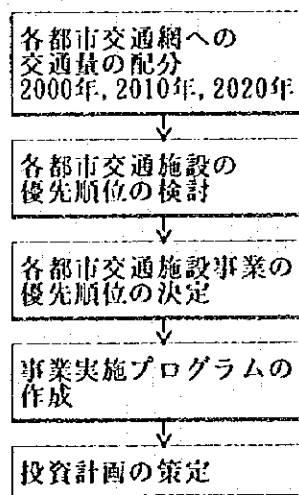 各都市交通網への
交通量の配分
2000年, 2010年, 2020年
各都市交通施設の
優先順位の検討
各都市交通施設事業の
優先順位の決定
事業実施プログラムの
作成
投資計画の策定